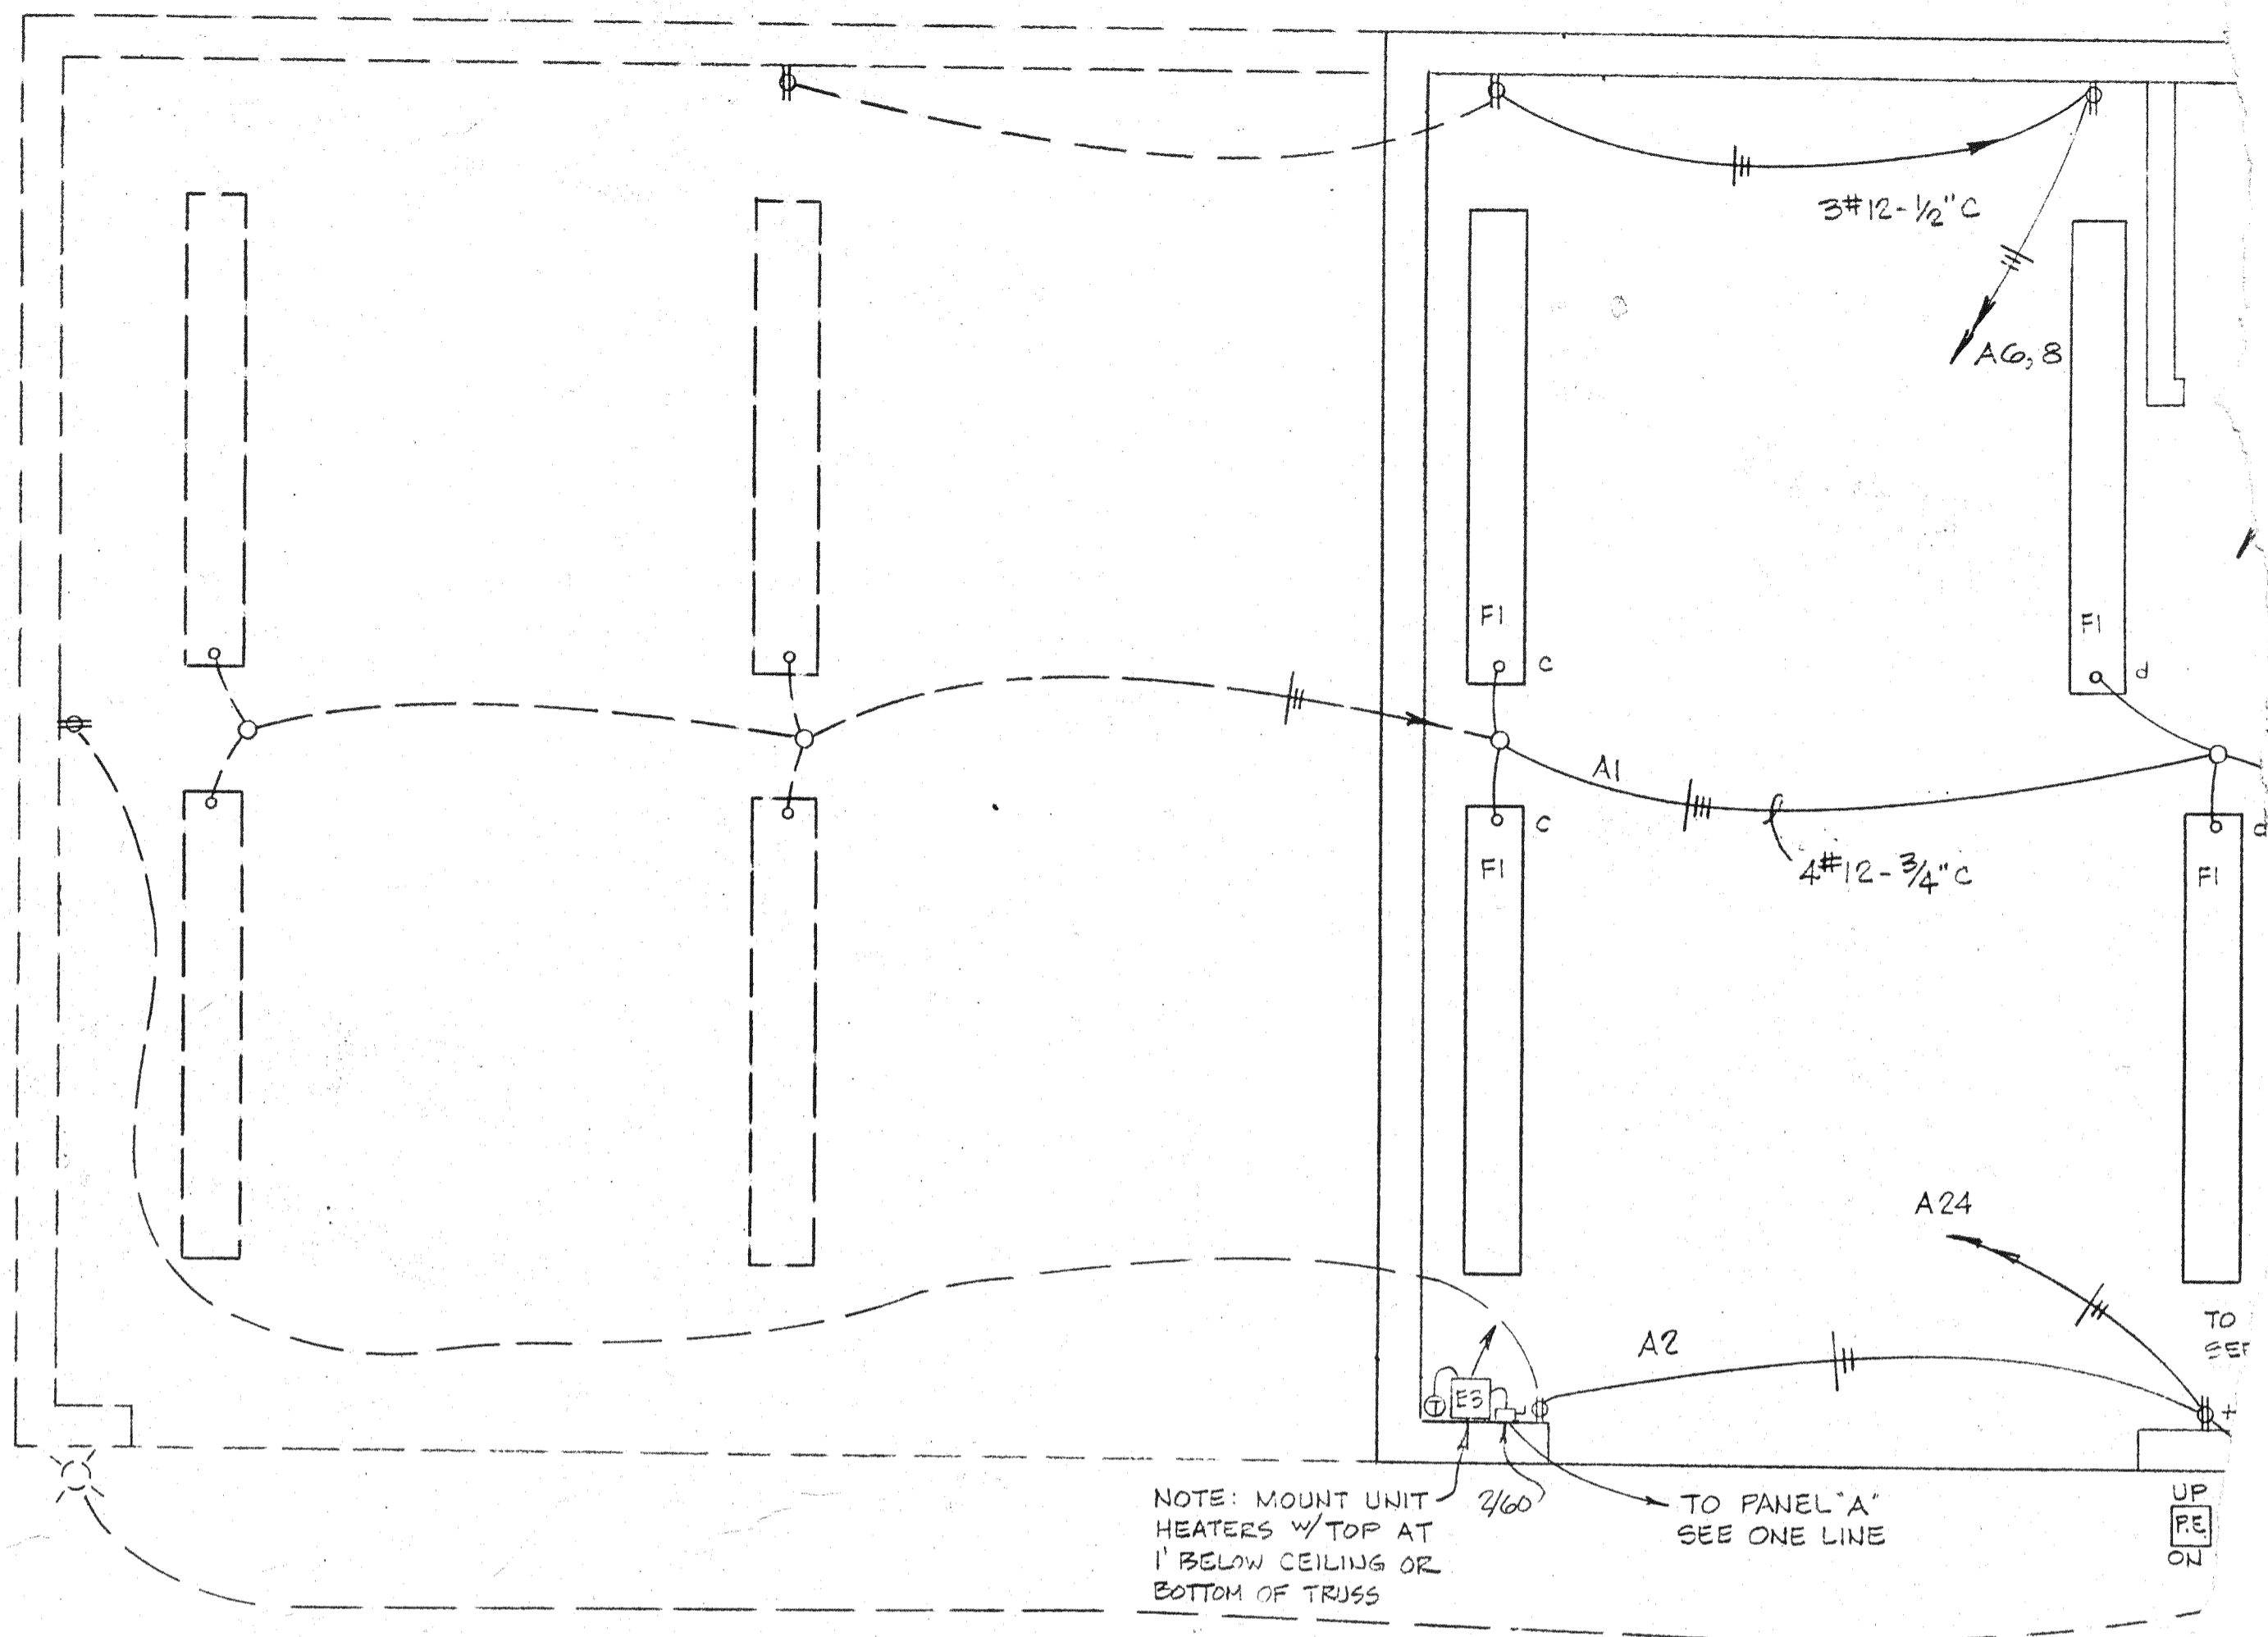 3#12-1/2"C
A6,8
F1
F1
c
d
A1
c
d
4#12-3/4"C
F1
F1
A24
TO
A2
T
E3
+
NOTE: MOUNT UNIT
HEATERS W/TOP AT
1' BELOW CEILING OR
BOTTOM OF TRUSS
2/60
TO PANEL "A"
SEE ONE LINE
UP
P.E.
ON